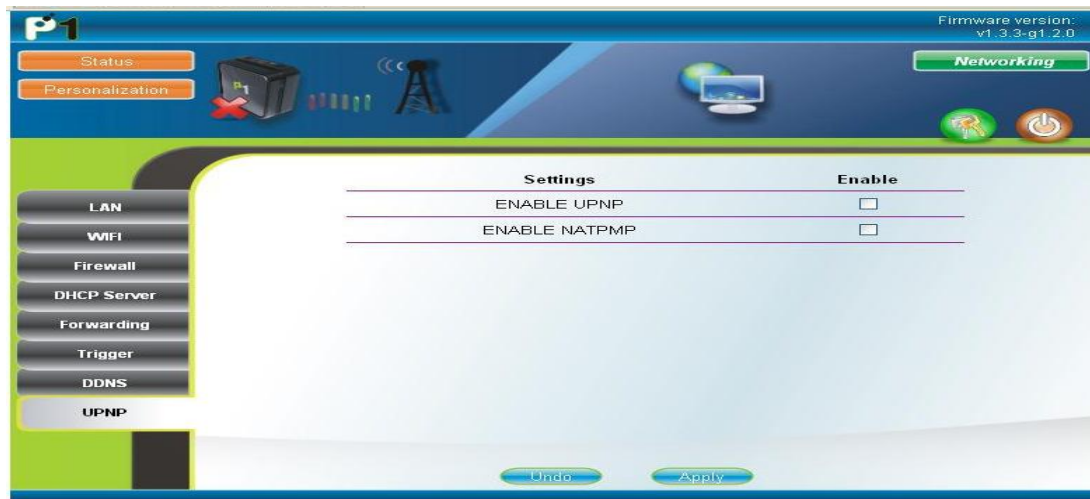 P1
Firmware version:
v1.3.3-g1.2.0
Status
Personalization
P1
Networking
Settings Enable
ENABLE UPNP
ENABLE NATPMP
LAN
WIFI
Firewall
DHCP Server
Forwarding
Trigger
DDNS
UPNP
Undo Apply